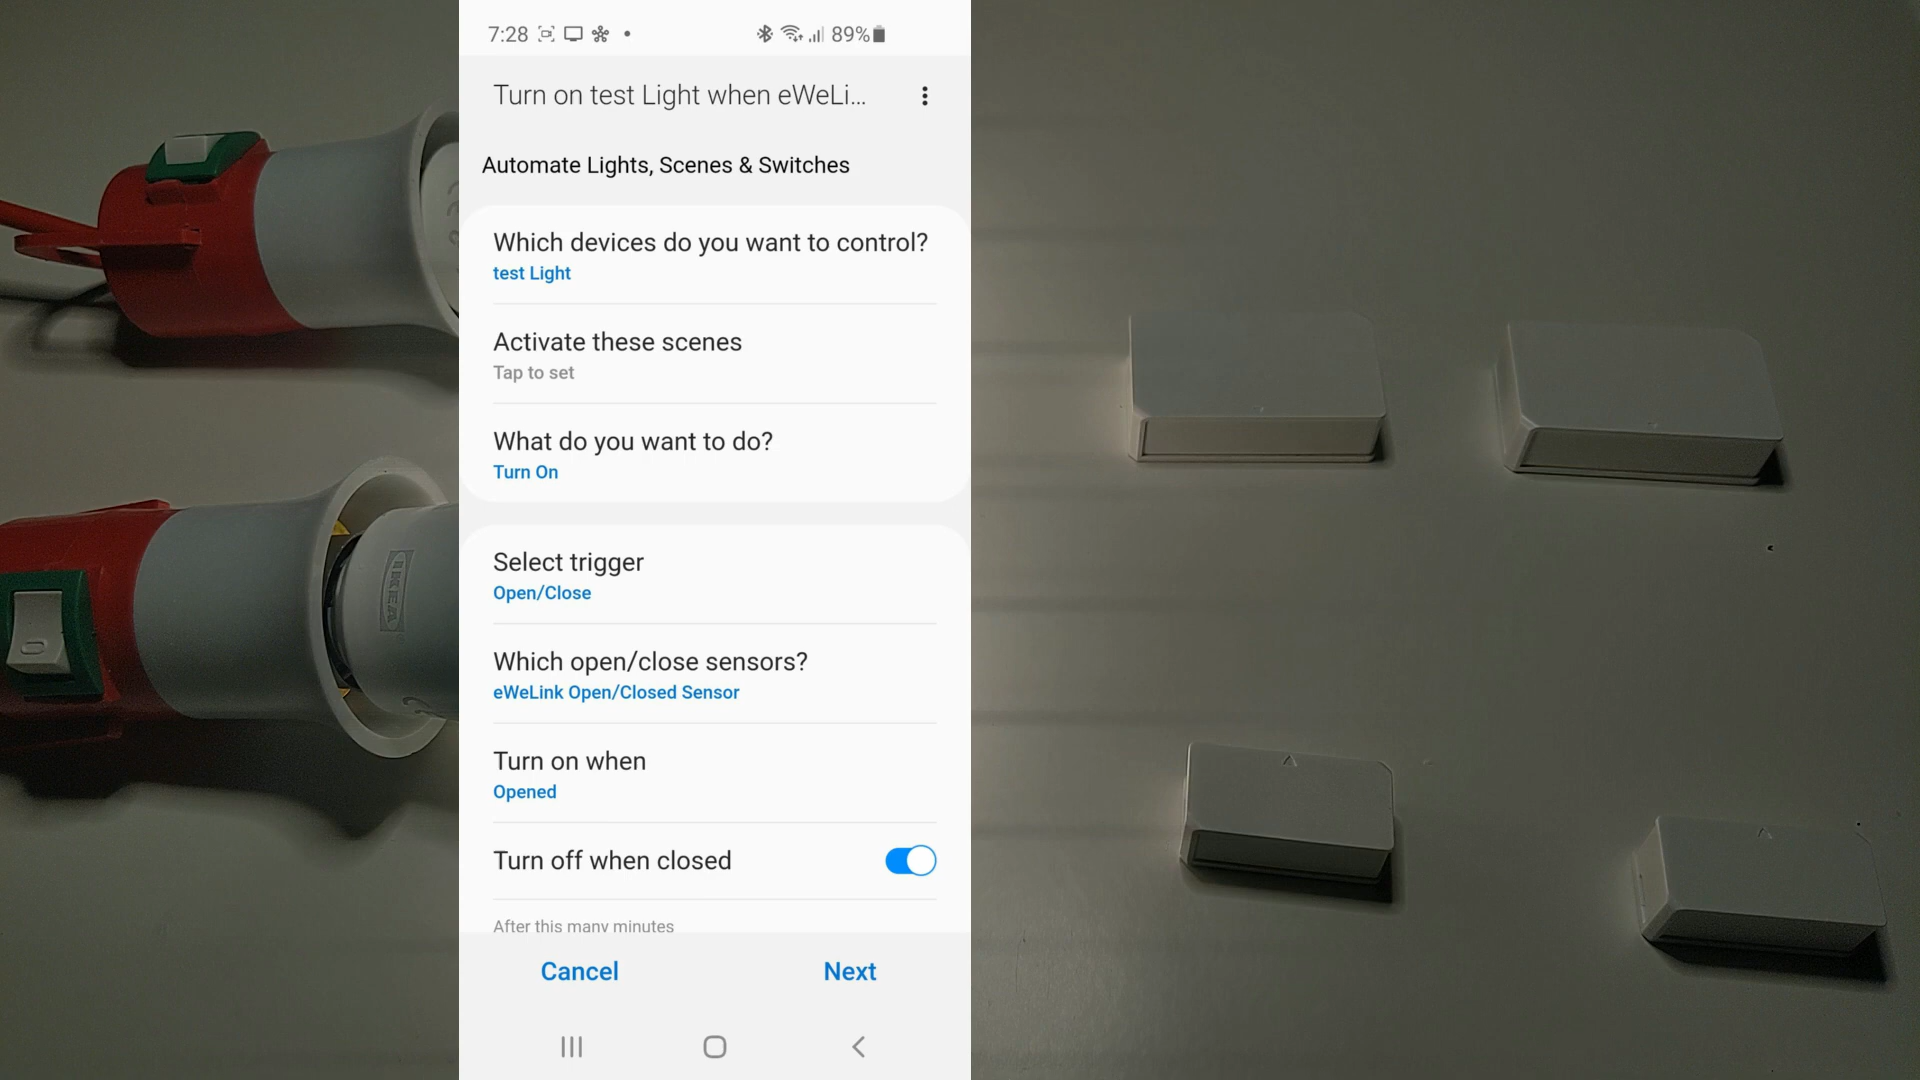 7:28
89%
Turn on test Light when eWeLi...
Automate Lights, Scenes & Switches
Which devices do you want to control?
test Light
Activate these scenes
Tap to set
What do you want to do?
Turn On
Select trigger
Open/Close
Which open/close sensors?
eWeLink Open/Closed Sensor
Turn on when
Opened
Turn off when closed
After this many minutes
Cancel
Next
IKEA